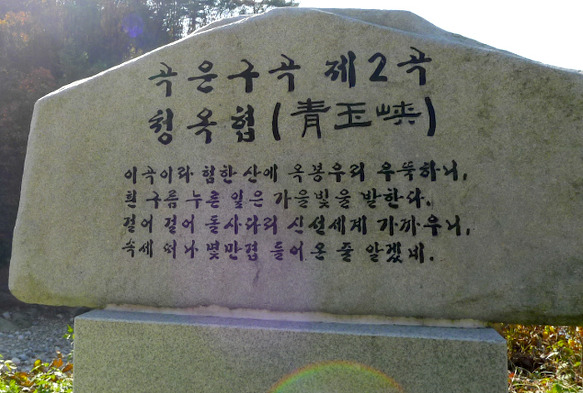 곡운구곡 제2곡
청옥협(靑玉峽)
이곡이라 험한 산에 옥봉우리 우뚝하니,
흰 구름 누른 잎은 가을빛을 발한다.
걸어 걸어 돌사다리 신선세계 가까우니,
속세 떠나 몇만겹 들어온 줄 알겠네.